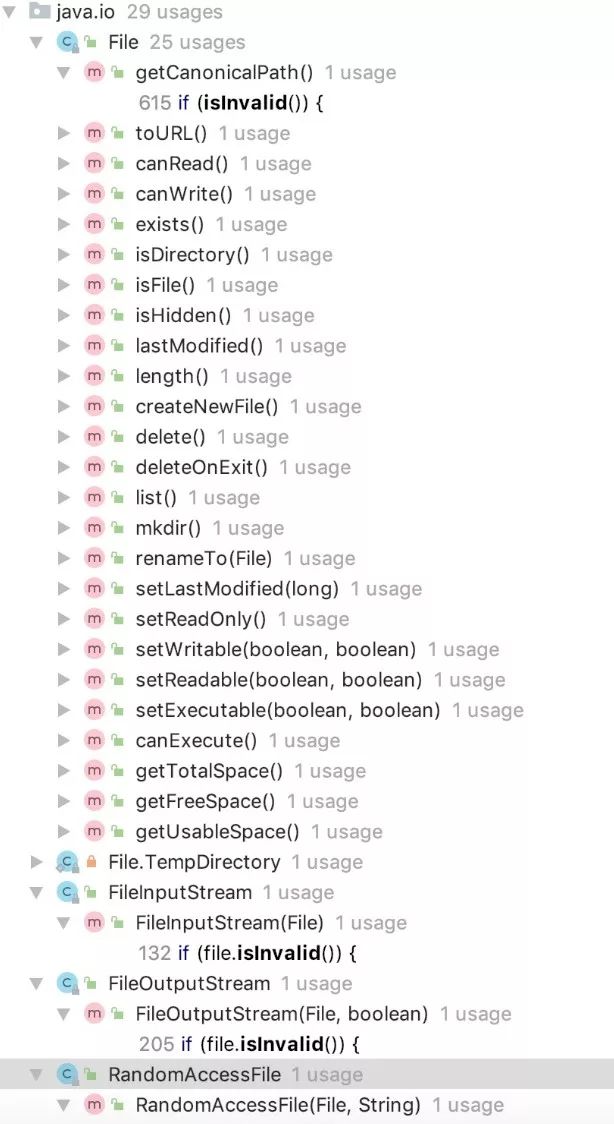 java.io 29 usages
C File 25 usages
m getCanonicalPath() 1 usage
615 if (isInvalid()) {
m toURL() 1 usage
m canRead() 1 usage
m canWrite() 1 usage
m exists() 1 usage
m isDirectory() 1 usage
m isFile() 1 usage
m isHidden() 1 usage
m lastModified() 1 usage
m length() 1 usage
m createNewFile() 1 usage
m delete() 1 usage
m deleteOnExit() 1 usage
m list() 1 usage
m mkdir() 1 usage
m renameTo(File) 1 usage
m setLastModified(long) 1 usage
m setReadOnly() 1 usage
m setWritable(boolean, boolean) 1 usage
m setReadable(boolean, boolean) 1 usage
m setExecutable(boolean, boolean) 1 usage
m canExecute() 1 usage
m getTotalSpace() 1 usage
m getFreeSpace() 1 usage
m getUsableSpace() 1 usage
C File.TempDirectory 1 usage
C FileInputStream 1 usage
m FileInputStream(File) 1 usage
132 if (file.isInvalid()) {
C FileOutputStream 1 usage
m FileOutputStream(File, boolean) 1 usage
205 if (file.isInvalid()) {
C RandomAccessFile 1 usage
m RandomAccessFile(File, String) 1 usage